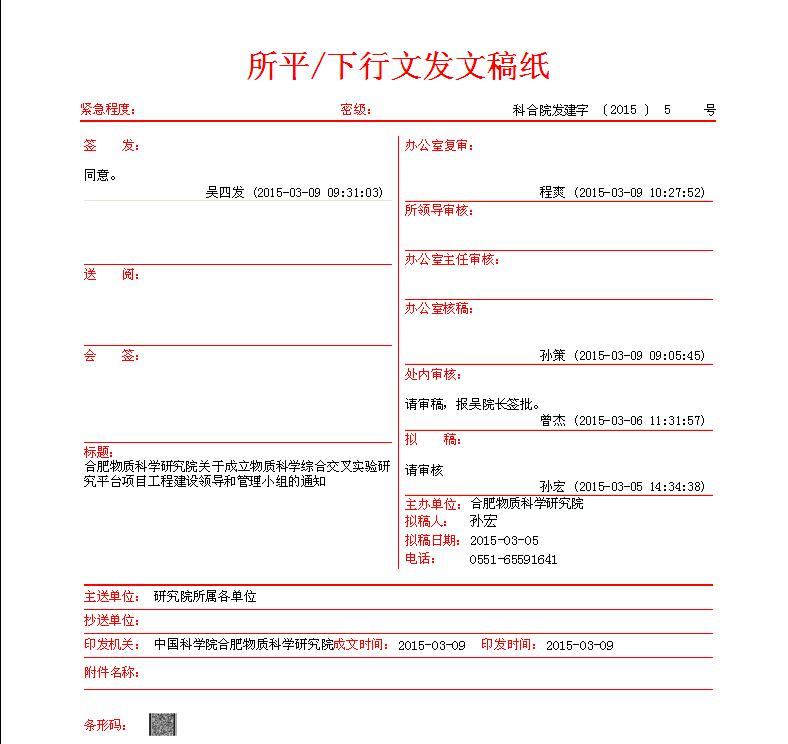 所平/下行文发文稿纸
紧急程度： 密级： 科合院发建字 〔2015 〕 5 号
签 发：
同意。
吴四发 (2015-03-09 09:31:03)
送 阅：
会 签：
标题：
合肥物质科学研究院关于成立物质科学综合交叉实验研
究平台项目工程建设领导和管理小组的通知
办公室复审：
程爽 (2015-03-09 10:27:52)
所领导审核：
办公室主任审核：
办公室核稿：
孙策 (2015-03-09 09:05:45)
处内审核：
请审稿，报吴院长签批。
曾杰 (2015-03-06 11:31:57)
拟 稿：
请审核
孙宏 (2015-03-05 14:34:38)
主办单位： 合肥物质科学研究院
拟稿人： 孙宏
拟稿日期： 2015-03-05
电话： 0551-65591641
主送单位： 研究院所属各单位
抄送单位：
印发机关： 中国科学院合肥物质科学研究院成文时间： 2015-03-09 印发时间： 2015-03-09
附件名称：
条形码：